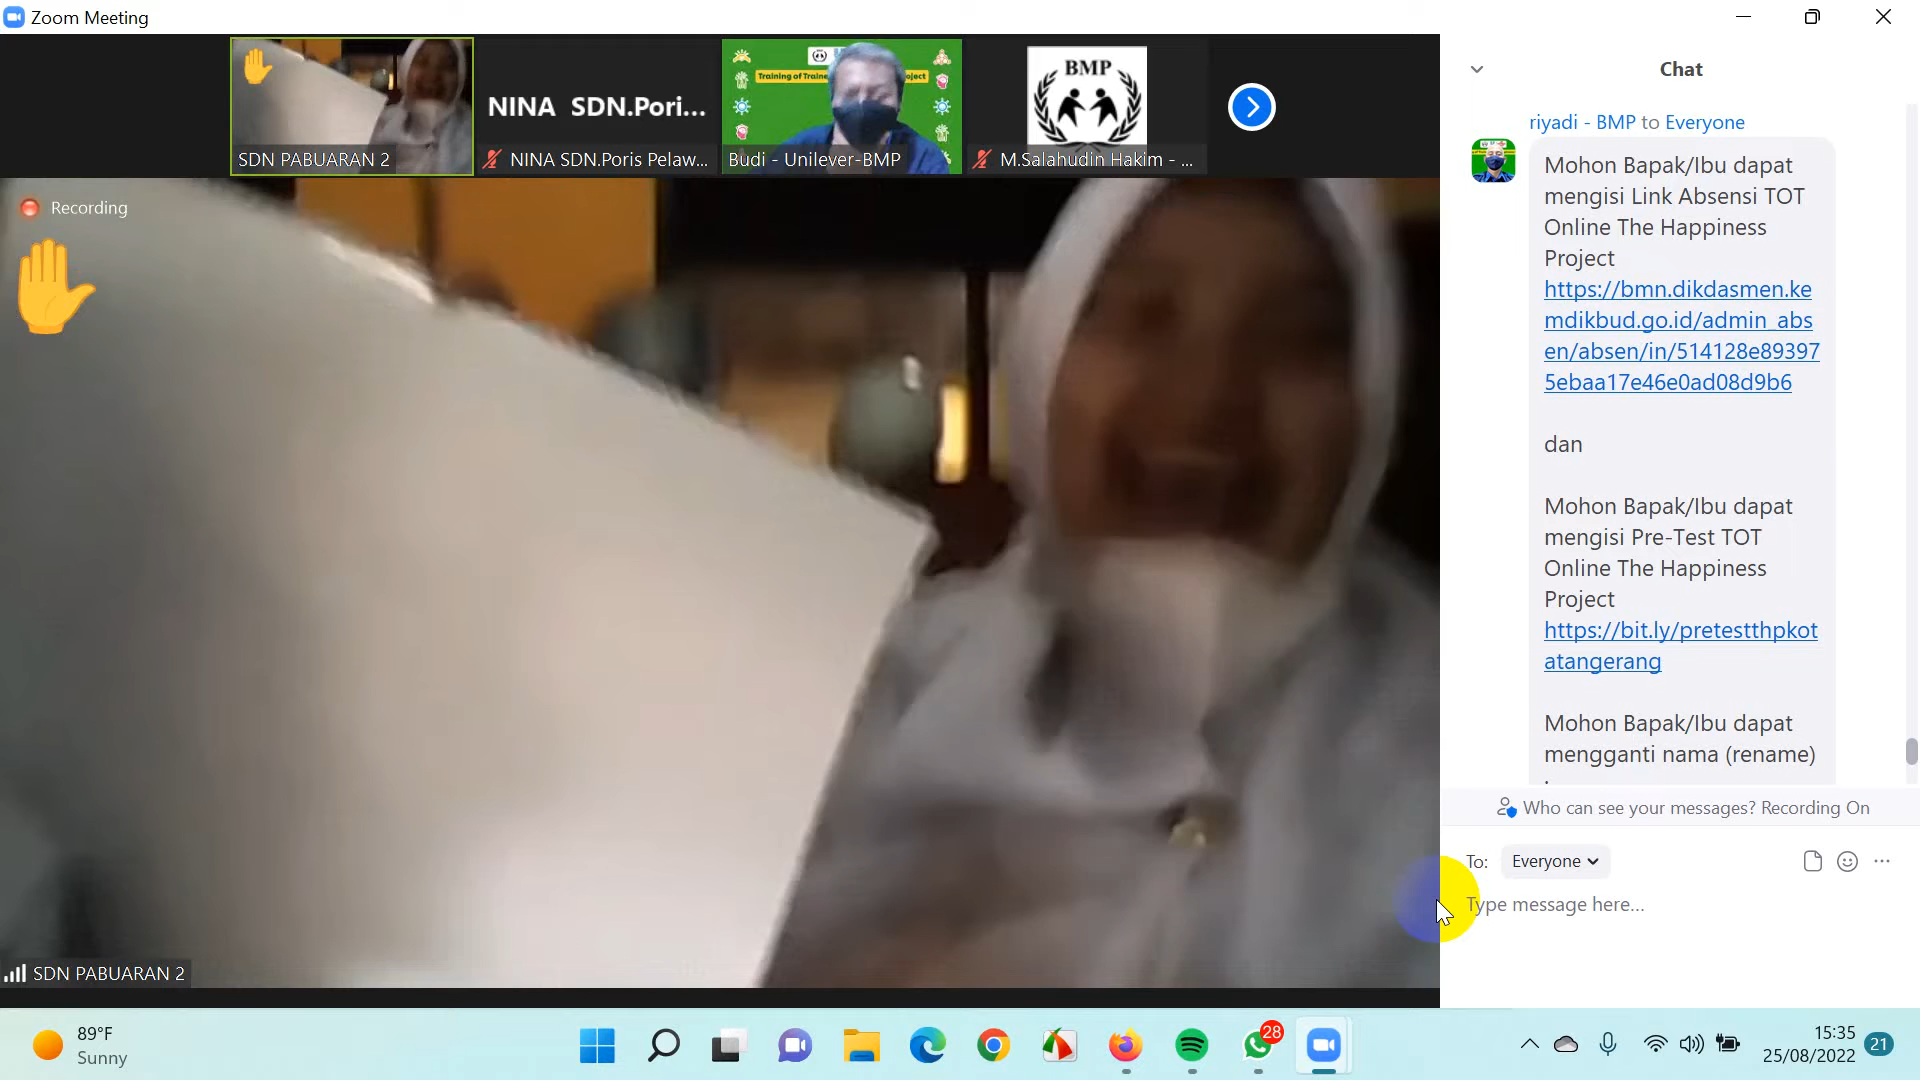 Zoom Meeting
SDN PABUARAN 2
NINA SDN.Pori...
NINA SDN.Poris Pelaw...
Training of Traine
oject
Budi - Unilever-BMP
BMP
M.Salahudin Hakim - ...
Recording
SDN PABUARAN 2
Chat
riyadi - BMP to Everyone
Mohon Bapak/Ibu dapat
mengisi Link Absensi TOT
Online The Happiness
Project
https://bmn.dikdasmen.ke
mdikbud.go.id/admin_abs
en/absen/in/514128e89397
5ebaa17e46e0ad08d9b6
dan
Mohon Bapak/Ibu dapat
mengisi Pre-Test TOT
Online The Happiness
Project
https://bit.ly/pretestthpkot
atangerang
Mohon Bapak/Ibu dapat
mengganti nama (rename)
Who can see your messages? Recording On
To: Everyone
Type message here...
89°F
Sunny
28
15:35
25/08/2022
21